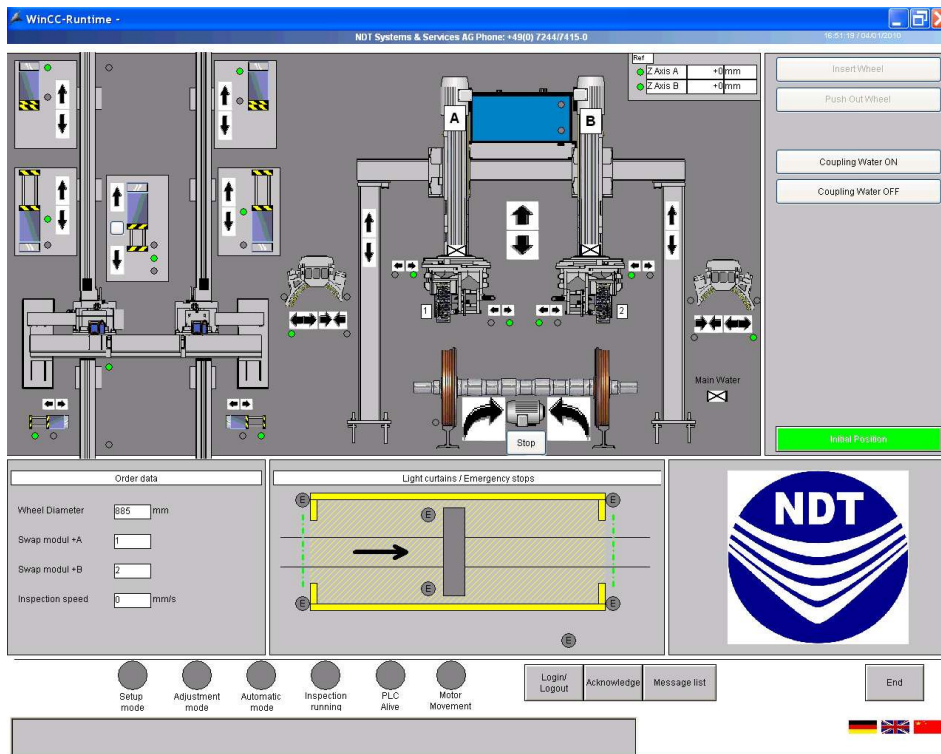 WinCC-Runtime -
NDT Systems & Services AG Phone: +49(0) 7244/7415-0
16:51:19 / 04/01/2010
Ref
Z Axis A +0 mm
Z Axis B +0 mm
Insert Wheel
Push Out Wheel
Coupling Water ON
Coupling Water OFF
A
B
1
2
Main Water
Stop
Initial Position
Order data
Wheel Diameter 885 mm
Swap modul +A 1
Swap modul +B 2
Inspection speed 0 mm/s
Light curtains / Emergency stops
E
E
E
E
E
E
E
NDT
Setup
mode
Adjustment
mode
Automatic
mode
Inspection
running
PLC
Alive
Motor
Movement
Login/
Logout
Acknowledge
Message list
End